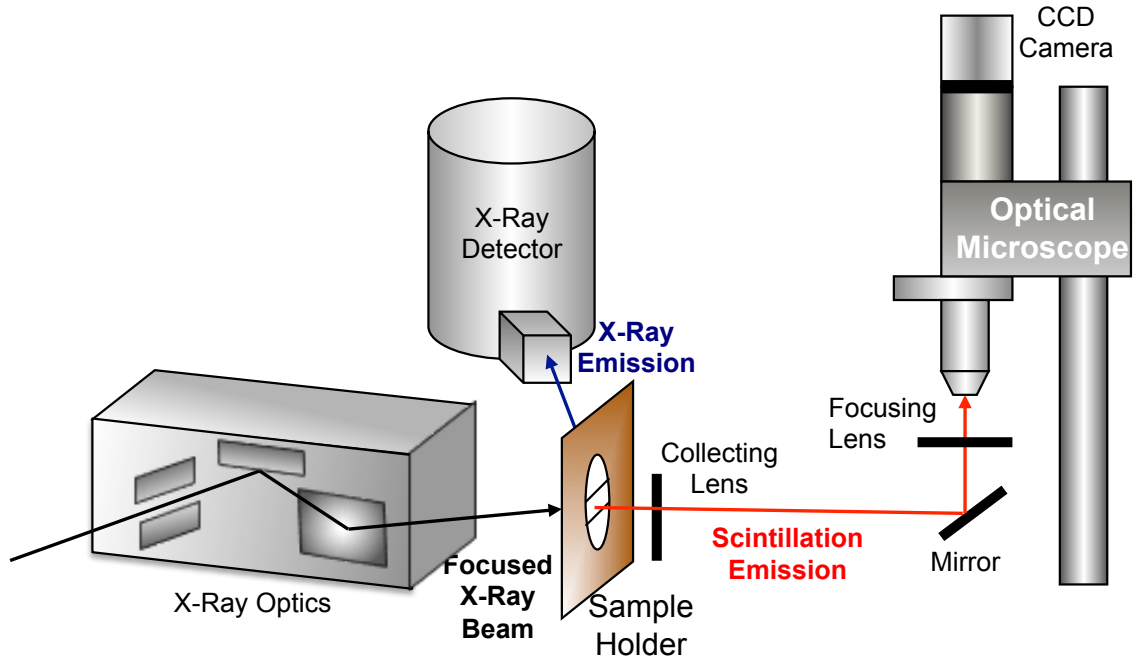 CCD
Camera
X-Ray
Detector
Optical
Microscope
X-Ray
Emission
Focusing
Lens
Collecting
Lens
Scintillation
Emission
Mirror
Focused
X-Ray
Beam
X-Ray Optics
Sample
Holder